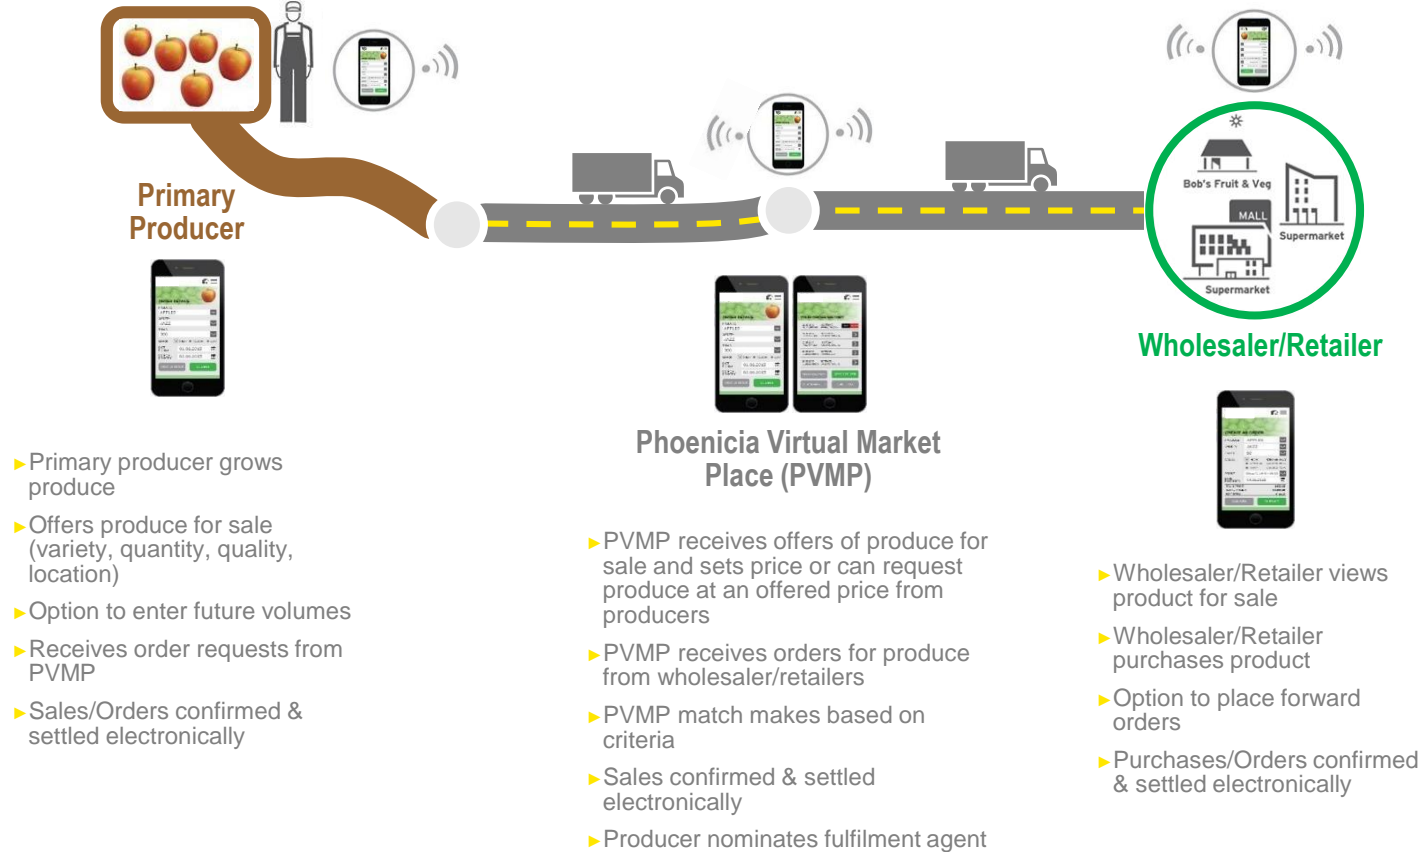 Bob's Fruit & Veg
MALL
Supermarket
Supermarket
Primary
Producer
Wholesaler/Retailer
Phoenicia Virtual Market
Place (PVMP)
►Primary producer grows
produce
►Offers produce for sale
(variety, quantity, quality,
location)
►Option to enter future volumes
►Receives order requests from
PVMP
►Sales/Orders confirmed &
settled electronically
►PVMP receives offers of produce for
sale and sets price or can request
produce at an offered price from
producers
►PVMP receives orders for produce
from wholesaler/retailers
►PVMP match makes based on
criteria
►Sales confirmed & settled
electronically
►Producer nominates fulfilment agent
►Wholesaler/Retailer views
product for sale
►Wholesaler/Retailer
purchases product
►Option to place forward
orders
►Purchases/Orders confirmed
& settled electronically